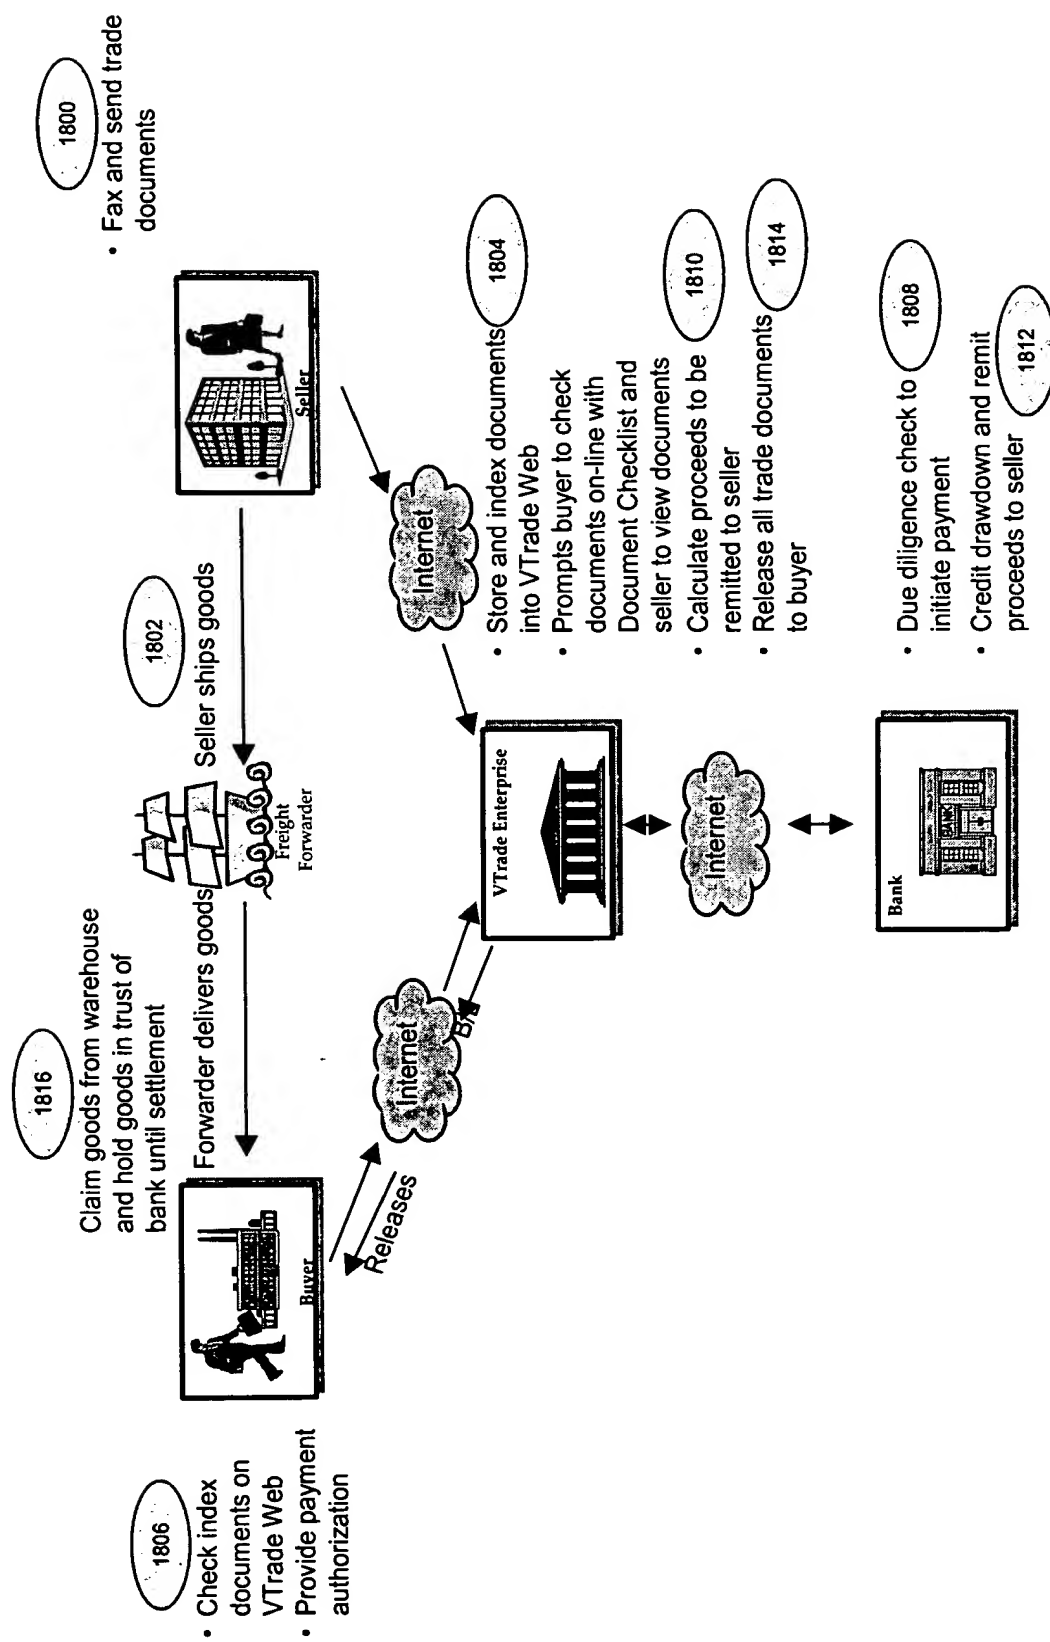 1806
• Check index
documents on
VTrade Web
• Provide payment
authorization
1816
Claim goods from warehouse
and hold goods in trust of
bank until settlement
Forwarder delivers goods
Buyer
Freight
Forwarder
1802
Seller ships goods
Seller
1800
• Fax and send trade
documents
Releases
Internet
B/L
Internet
VTrade Enterprise
• Store and index documents
into VTrade Web
1804
• Prompts buyer to check
documents on-line with
Document Checklist and
seller to view documents
• Calculate proceeds to be
remitted to seller
1810
• Release all trade documents
to buyer
1814
Internet
Bank
BANK
• Due diligence check to
initiate payment
1808
• Credit drawdown and remit
proceeds to seller
1812